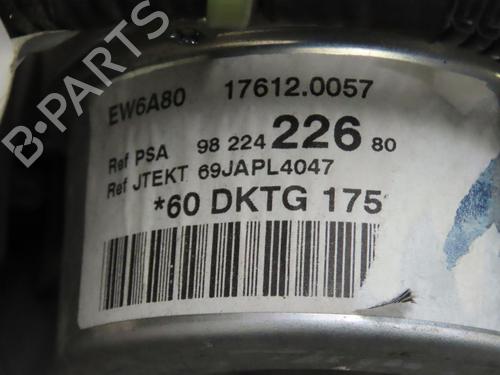 B-PARTS
EW6A80 17612.0057
Ref PSA 98 224 226 80
Ref JTEKT 69JAPL4047
*60 DKTG 175